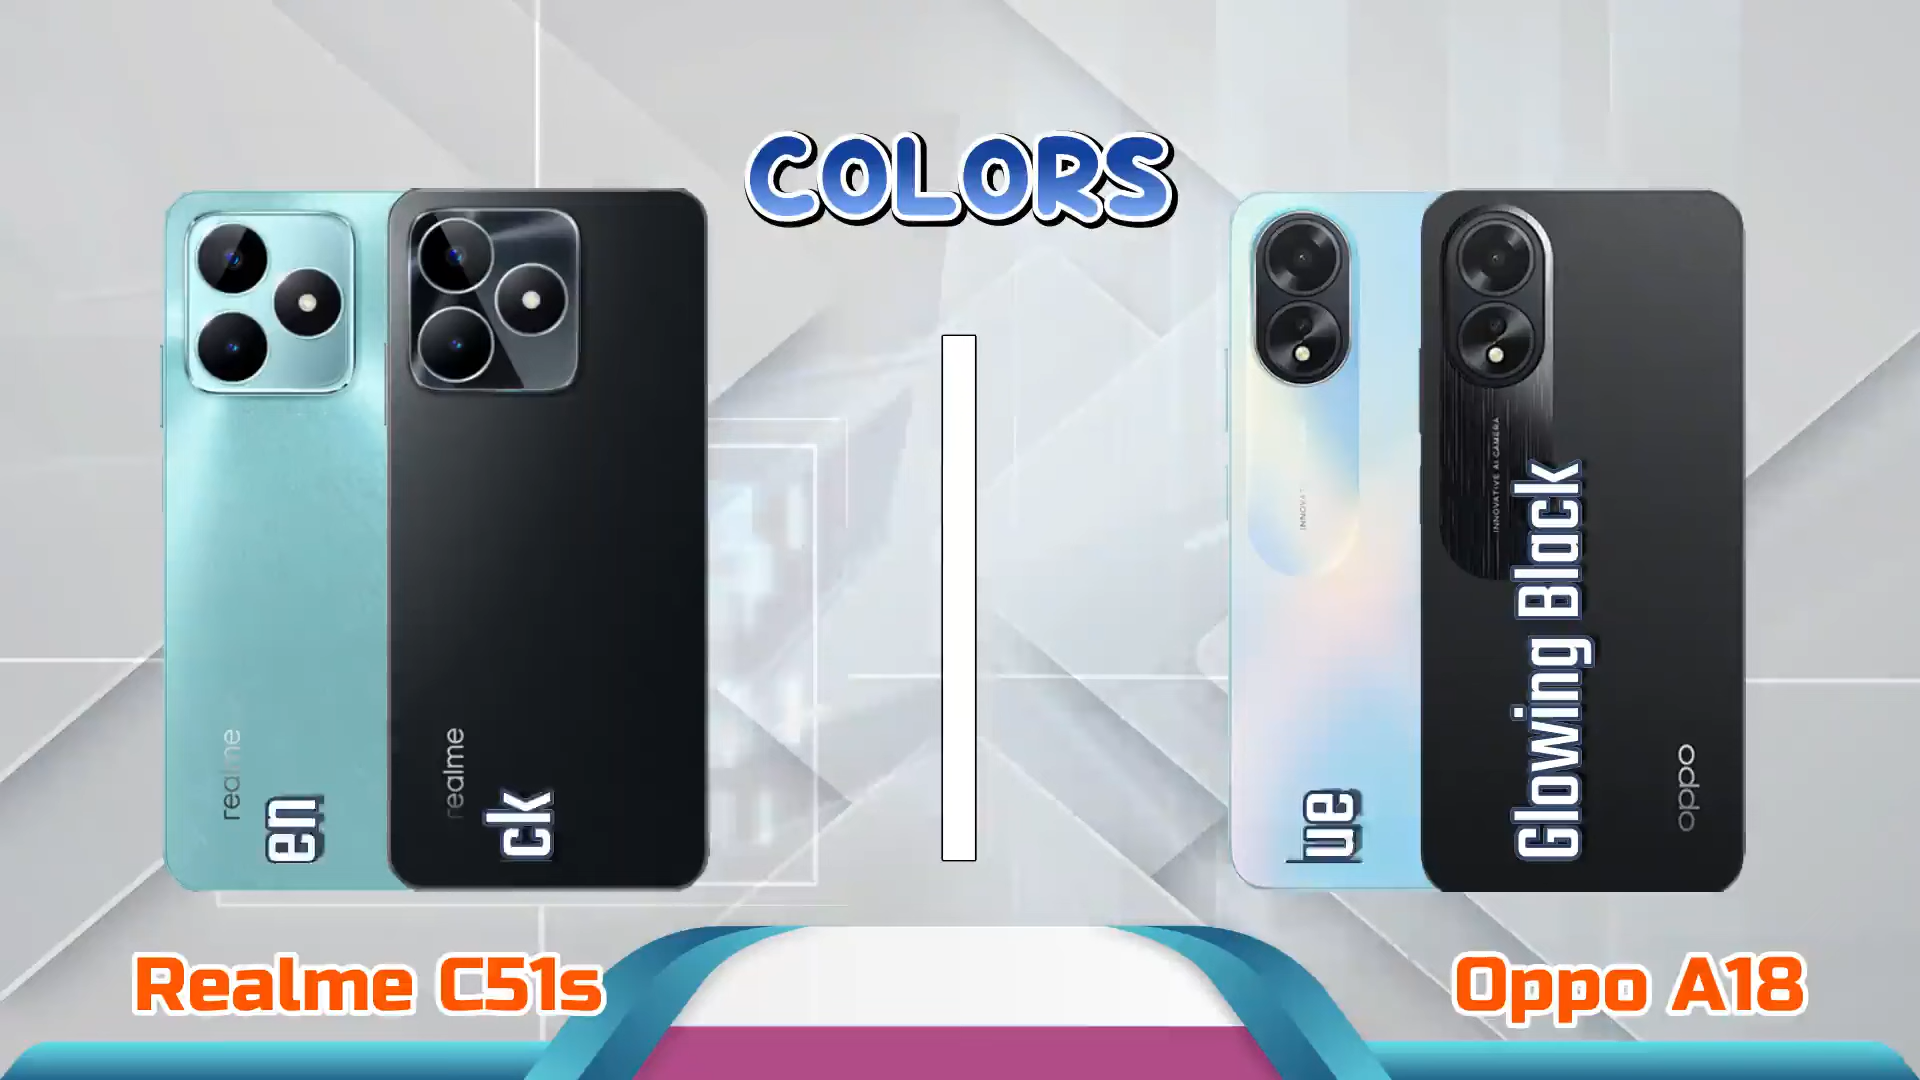 COLORS
realme
en
realme
ck
INNOVAT
ue
INNOVATIVE AI CAMERA
Glowing Black
oppo
Realme C51s
Oppo A18